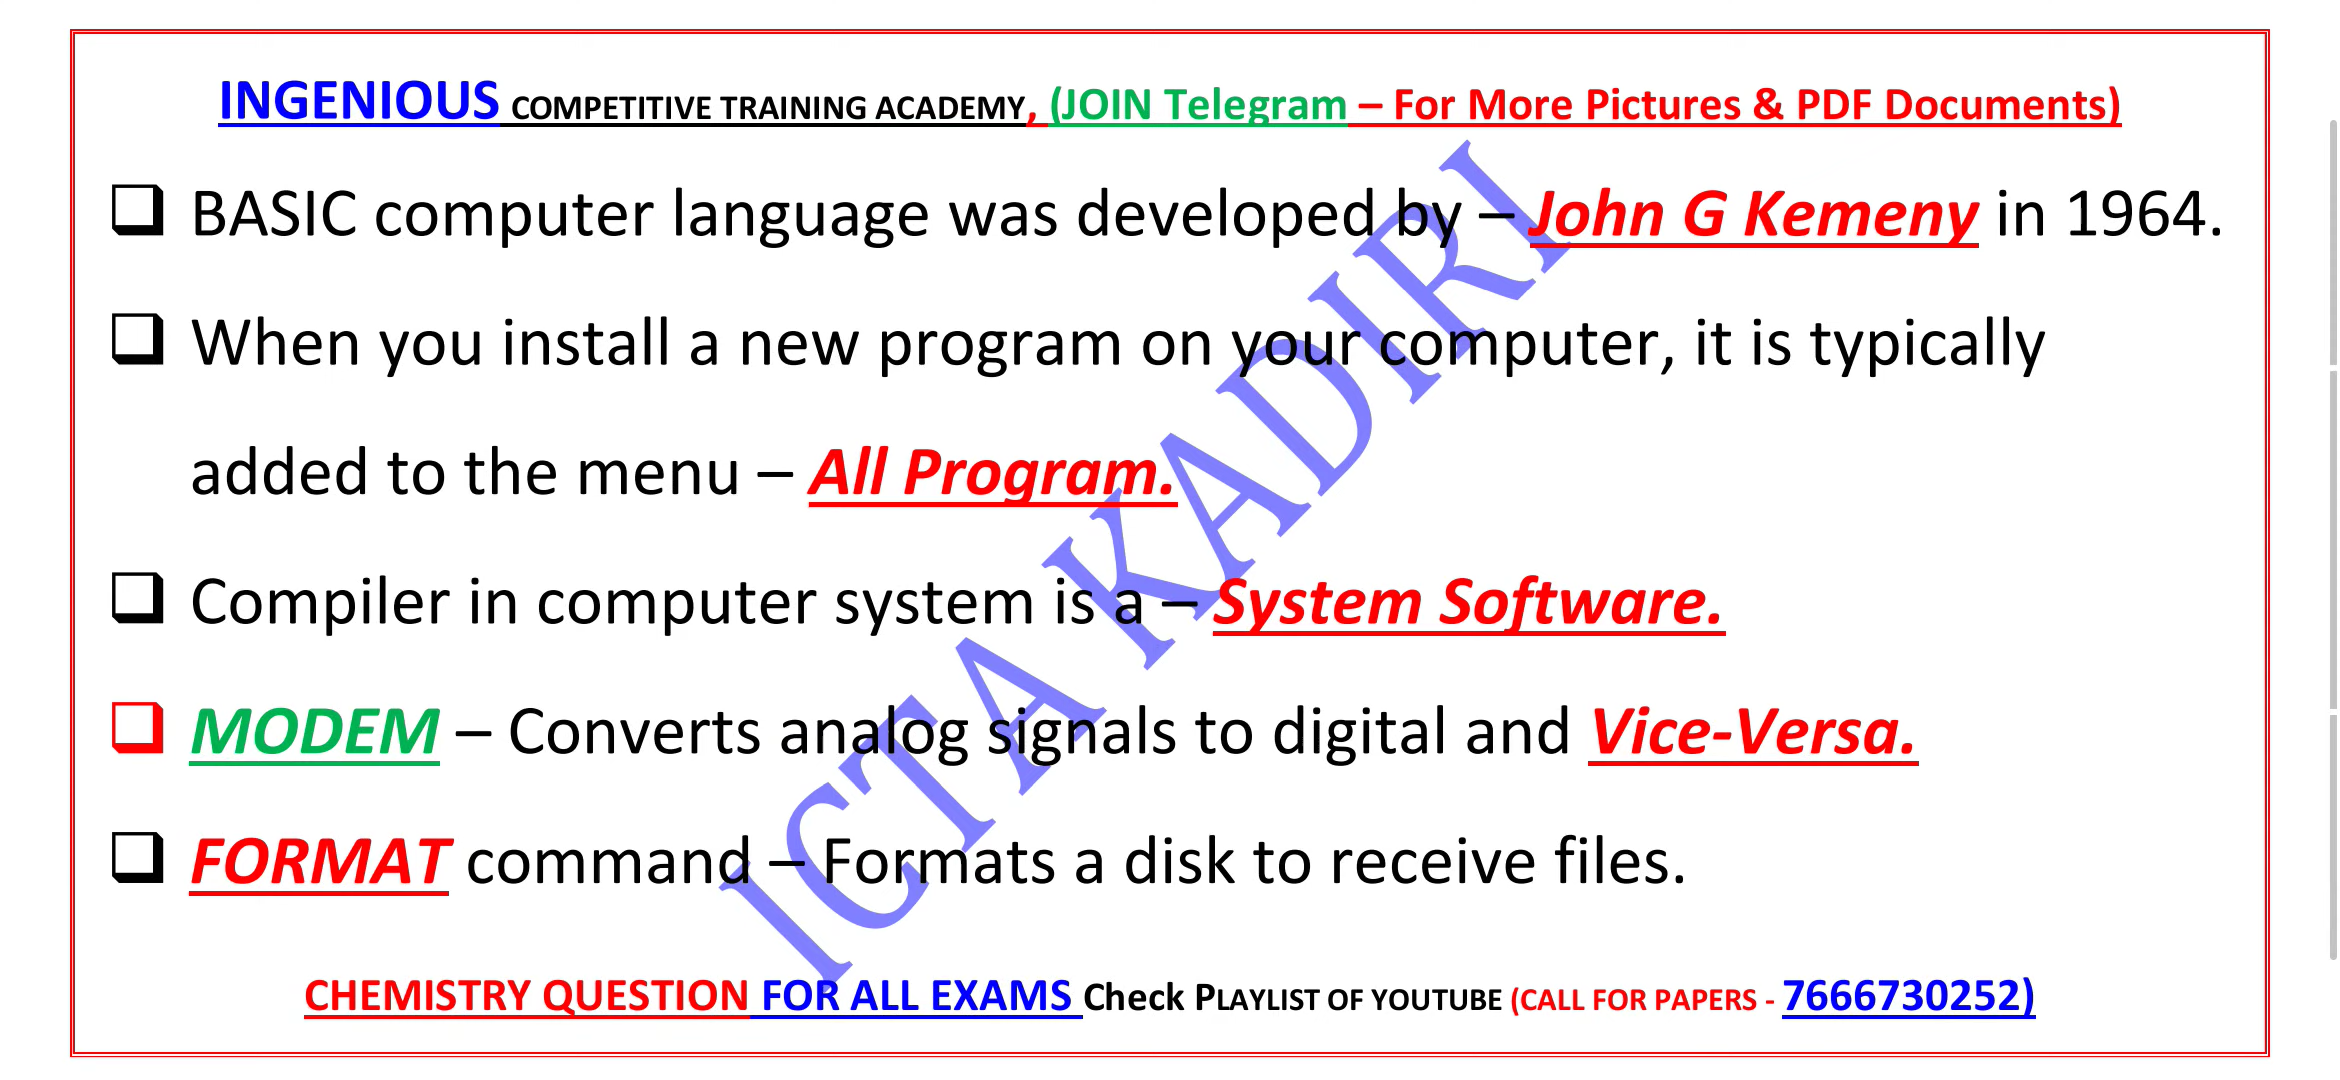 INGENIOUS COMPETITIVE TRAINING ACADEMY, (JOIN Telegram – For More Pictures & PDF Documents)
❑ BASIC computer language was developed by – John G Kemeny in 1964.
❑ When you install a new program on your computer, it is typically
added to the menu – All Program.
❑ Compiler in computer system is a – System Software.
❑ MODEM – Converts analog signals to digital and Vice-Versa.
❑ FORMAT command – Formats a disk to receive files.
CHEMISTRY QUESTION FOR ALL EXAMS Check PLAYLIST OF YOUTUBE (CALL FOR PAPERS - 7666730252)
ICTA KADIRI